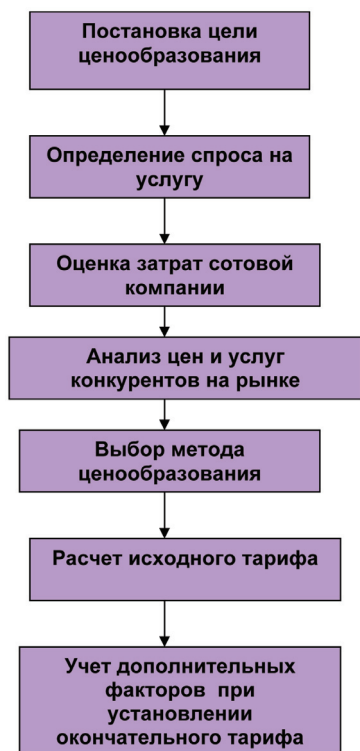 Постановка цели
ценообразования
Определение спроса на
услугу
Оценка затрат сотовой
компании
Анализ цен и услуг
конкурентов на рынке
Выбор метода
ценообразования
Расчет исходного тарифа
Учет дополнительных
факторов при
установлении
окончательного тарифа